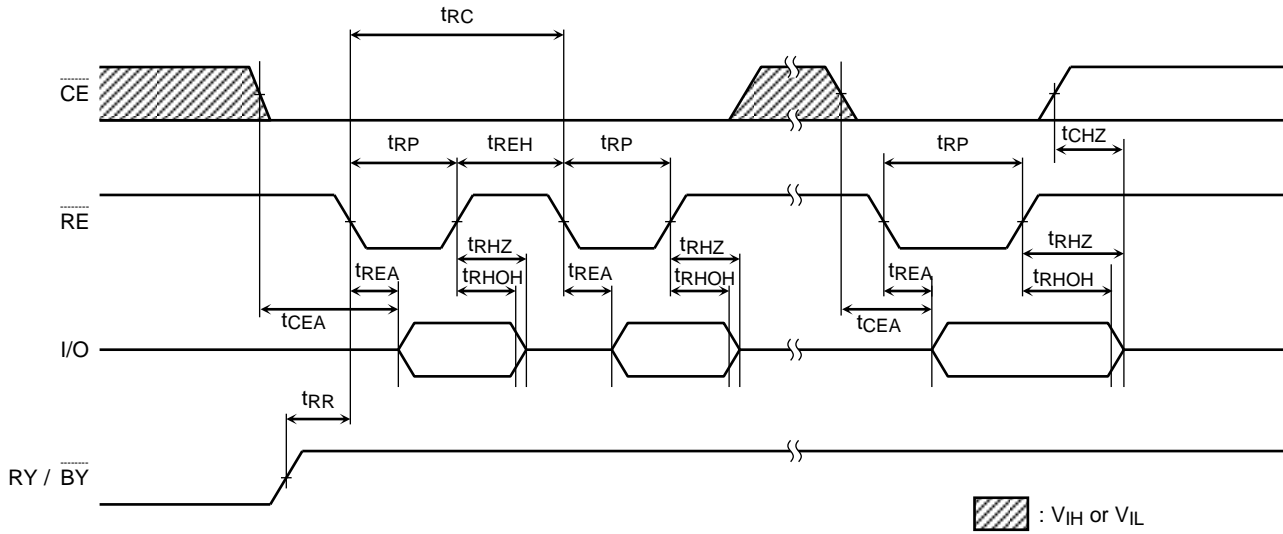 tRC
CE
tRP
tREH
tRP
tRP
tCHZ
RE
tRHZ
tRHZ
tRHZ
tREA
tRHOH
tREA
tRHOH
tREA
tRHOH
tCEA
tCEA
I/O
tRR
RY / BY
: VIH or VIL